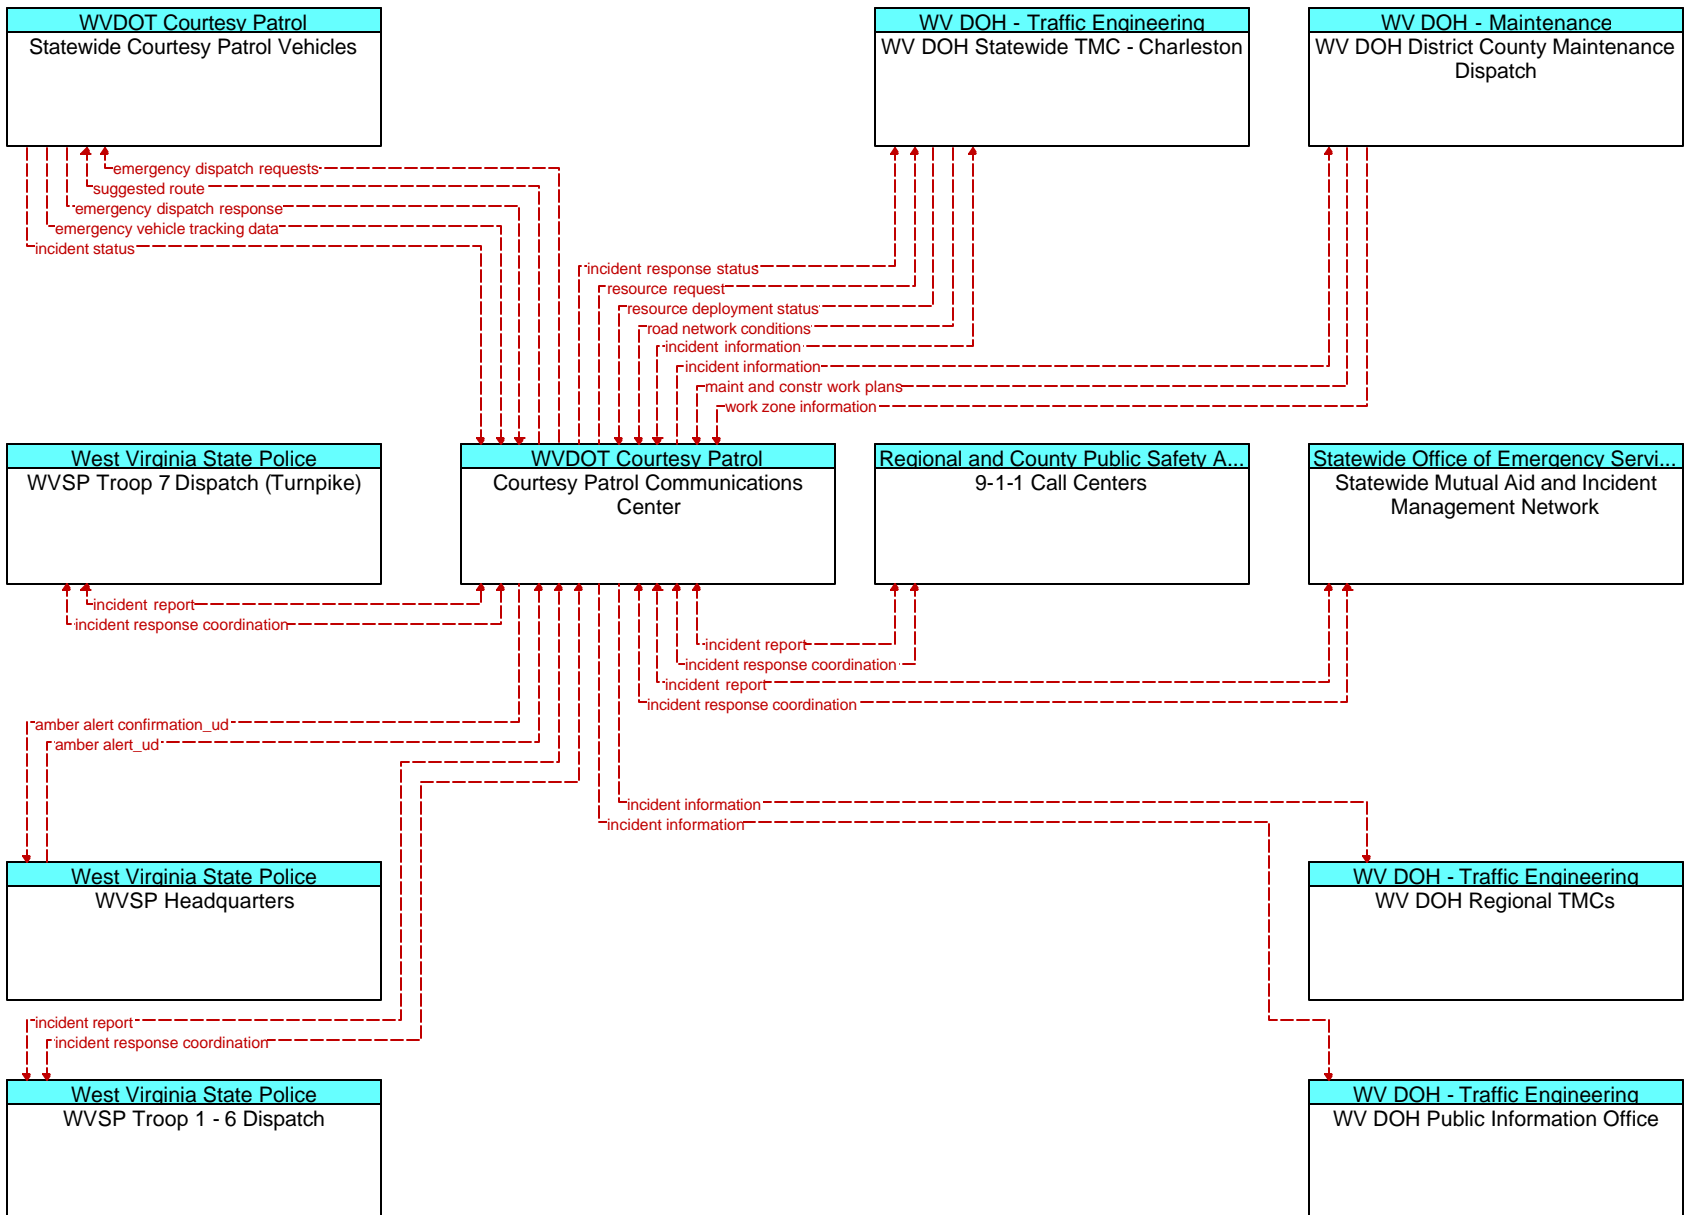 WVDOT Courtesy Patrol
Statewide Courtesy Patrol Vehicles
WV DOH - Traffic Engineering
WV DOH Statewide TMC - Charleston
WV DOH - Maintenance
WV DOH District County Maintenance
Dispatch
emergency dispatch requests
suggested route
emergency dispatch response
emergency vehicle tracking data
incident status
incident response status
resource request
resource deployment status
road network conditions
incident information
incident information
maint and constr work plans
work zone information
West Virginia State Police
WVSP Troop 7 Dispatch (Turnpike)
WVDOT Courtesy Patrol
Courtesy Patrol Communications
Center
Regional and County Public Safety A...
9-1-1 Call Centers
Statewide Office of Emergency Servi...
Statewide Mutual Aid and Incident
Management Network
incident report
incident response coordination
incident report
incident response coordination
incident report
incident response coordination
amber alert confirmation_ud
amber alert_ud
incident information
incident information
West Virginia State Police
WVSP Headquarters
WV DOH - Traffic Engineering
WV DOH Regional TMCs
incident report
incident response coordination
West Virginia State Police
WVSP Troop 1 - 6 Dispatch
WV DOH - Traffic Engineering
WV DOH Public Information Office